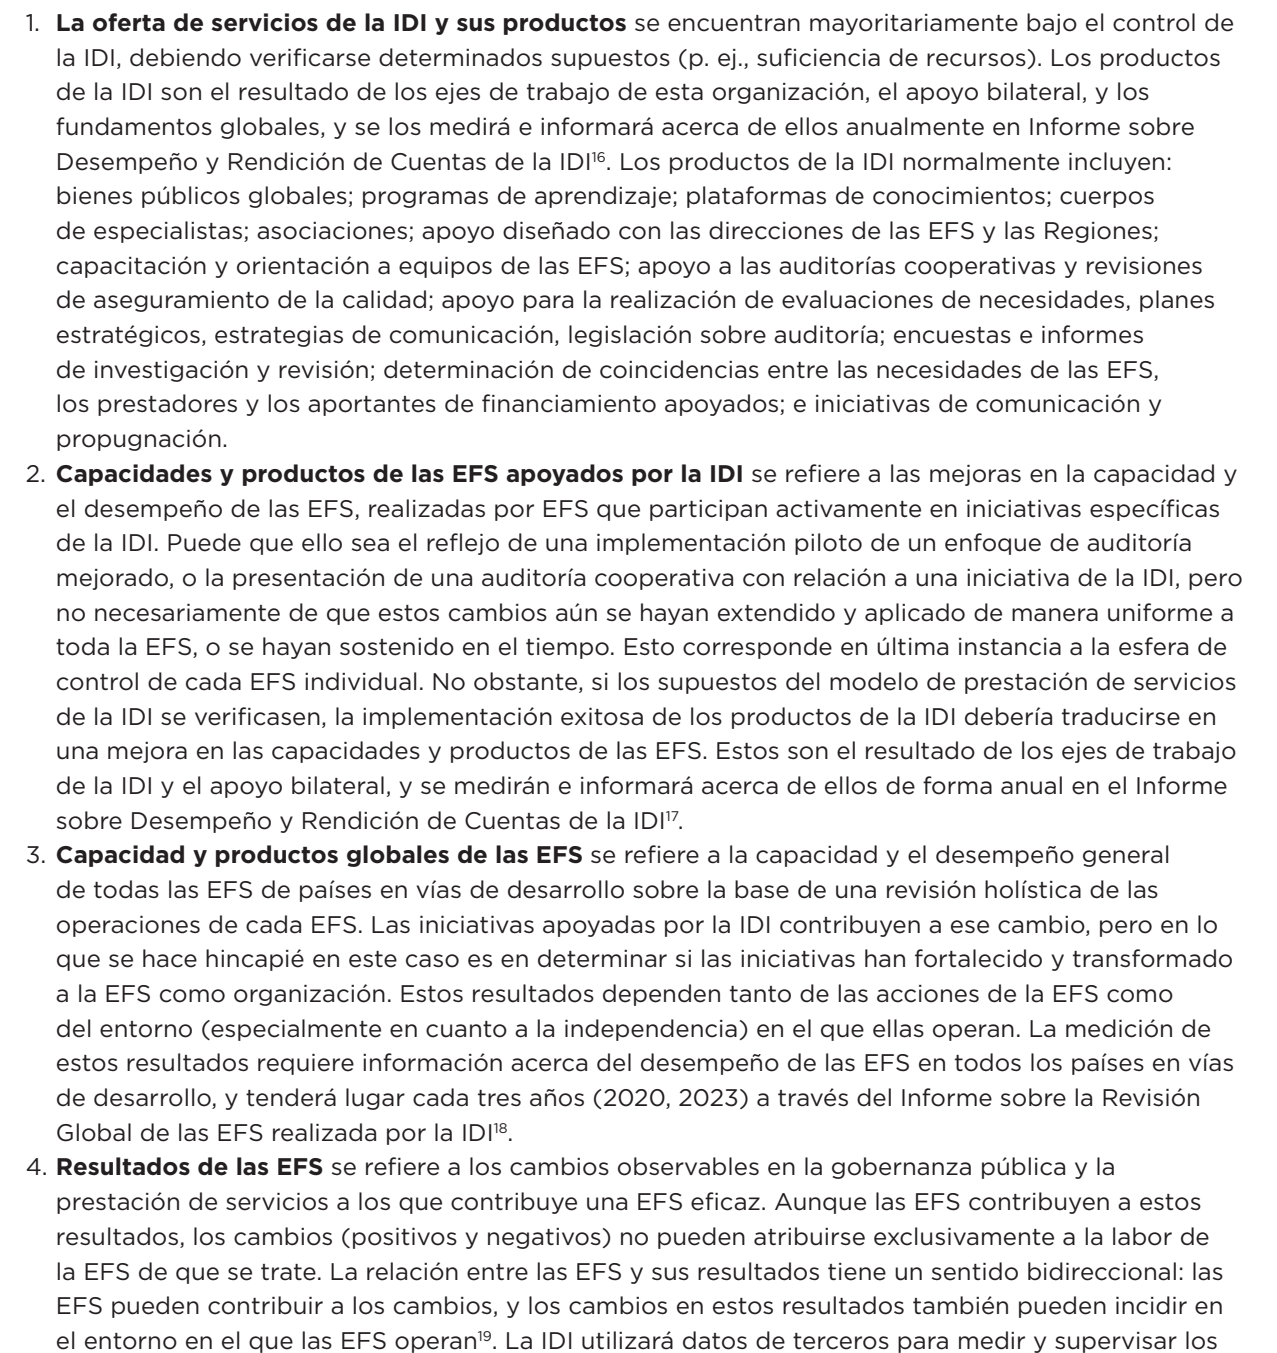 1. La oferta de servicios de la IDI y sus productos se encuentran mayoritariamente bajo el control de
la IDI, debiendo verificarse determinados supuestos (p. ej., suficiencia de recursos). Los productos
de la IDI son el resultado de los ejes de trabajo de esta organización, el apoyo bilateral, y los
fundamentos globales, y se los medirá e informará acerca de ellos anualmente en Informe sobre
Desempeño y Rendición de Cuentas de la IDI¹⁶. Los productos de la IDI normalmente incluyen:
bienes públicos globales; programas de aprendizaje; plataformas de conocimientos; cuerpos
de especialistas; asociaciones; apoyo diseñado con las direcciones de las EFS y las Regiones;
capacitación y orientación a equipos de las EFS; apoyo a las auditorías cooperativas y revisiones
de aseguramiento de la calidad; apoyo para la realización de evaluaciones de necesidades, planes
estratégicos, estrategias de comunicación, legislación sobre auditoría; encuestas e informes
de investigación y revisión; determinación de coincidencias entre las necesidades de las EFS,
los prestadores y los aportantes de financiamiento apoyados; e iniciativas de comunicación y
propugnación.
2. Capacidades y productos de las EFS apoyados por la IDI se refiere a las mejoras en la capacidad y
el desempeño de las EFS, realizadas por EFS que participan activamente en iniciativas específicas
de la IDI. Puede que ello sea el reflejo de una implementación piloto de un enfoque de auditoría
mejorado, o la presentación de una auditoría cooperativa con relación a una iniciativa de la IDI, pero
no necesariamente de que estos cambios aún se hayan extendido y aplicado de manera uniforme a
toda la EFS, o se hayan sostenido en el tiempo. Esto corresponde en última instancia a la esfera de
control de cada EFS individual. No obstante, si los supuestos del modelo de prestación de servicios
de la IDI se verificasen, la implementación exitosa de los productos de la IDI debería traducirse en
una mejora en las capacidades y productos de las EFS. Estos son el resultado de los ejes de trabajo
de la IDI y el apoyo bilateral, y se medirán e informará acerca de ellos de forma anual en el Informe
sobre Desempeño y Rendición de Cuentas de la IDI¹⁷.
3. Capacidad y productos globales de las EFS se refiere a la capacidad y el desempeño general
de todas las EFS de países en vías de desarrollo sobre la base de una revisión holística de las
operaciones de cada EFS. Las iniciativas apoyadas por la IDI contribuyen a ese cambio, pero en lo
que se hace hincapié en este caso es en determinar si las iniciativas han fortalecido y transformado
a la EFS como organización. Estos resultados dependen tanto de las acciones de la EFS como
del entorno (especialmente en cuanto a la independencia) en el que ellas operan. La medición de
estos resultados requiere información acerca del desempeño de las EFS en todos los países en vías
de desarrollo, y tenderá lugar cada tres años (2020, 2023) a través del Informe sobre la Revisión
Global de las EFS realizada por la IDI¹⁸.
4. Resultados de las EFS se refiere a los cambios observables en la gobernanza pública y la
prestación de servicios a los que contribuye una EFS eficaz. Aunque las EFS contribuyen a estos
resultados, los cambios (positivos y negativos) no pueden atribuirse exclusivamente a la labor de
la EFS de que se trate. La relación entre las EFS y sus resultados tiene un sentido bidireccional: las
EFS pueden contribuir a los cambios, y los cambios en estos resultados también pueden incidir en
el entorno en el que las EFS operan¹⁹. La IDI utilizará datos de terceros para medir y supervisar los